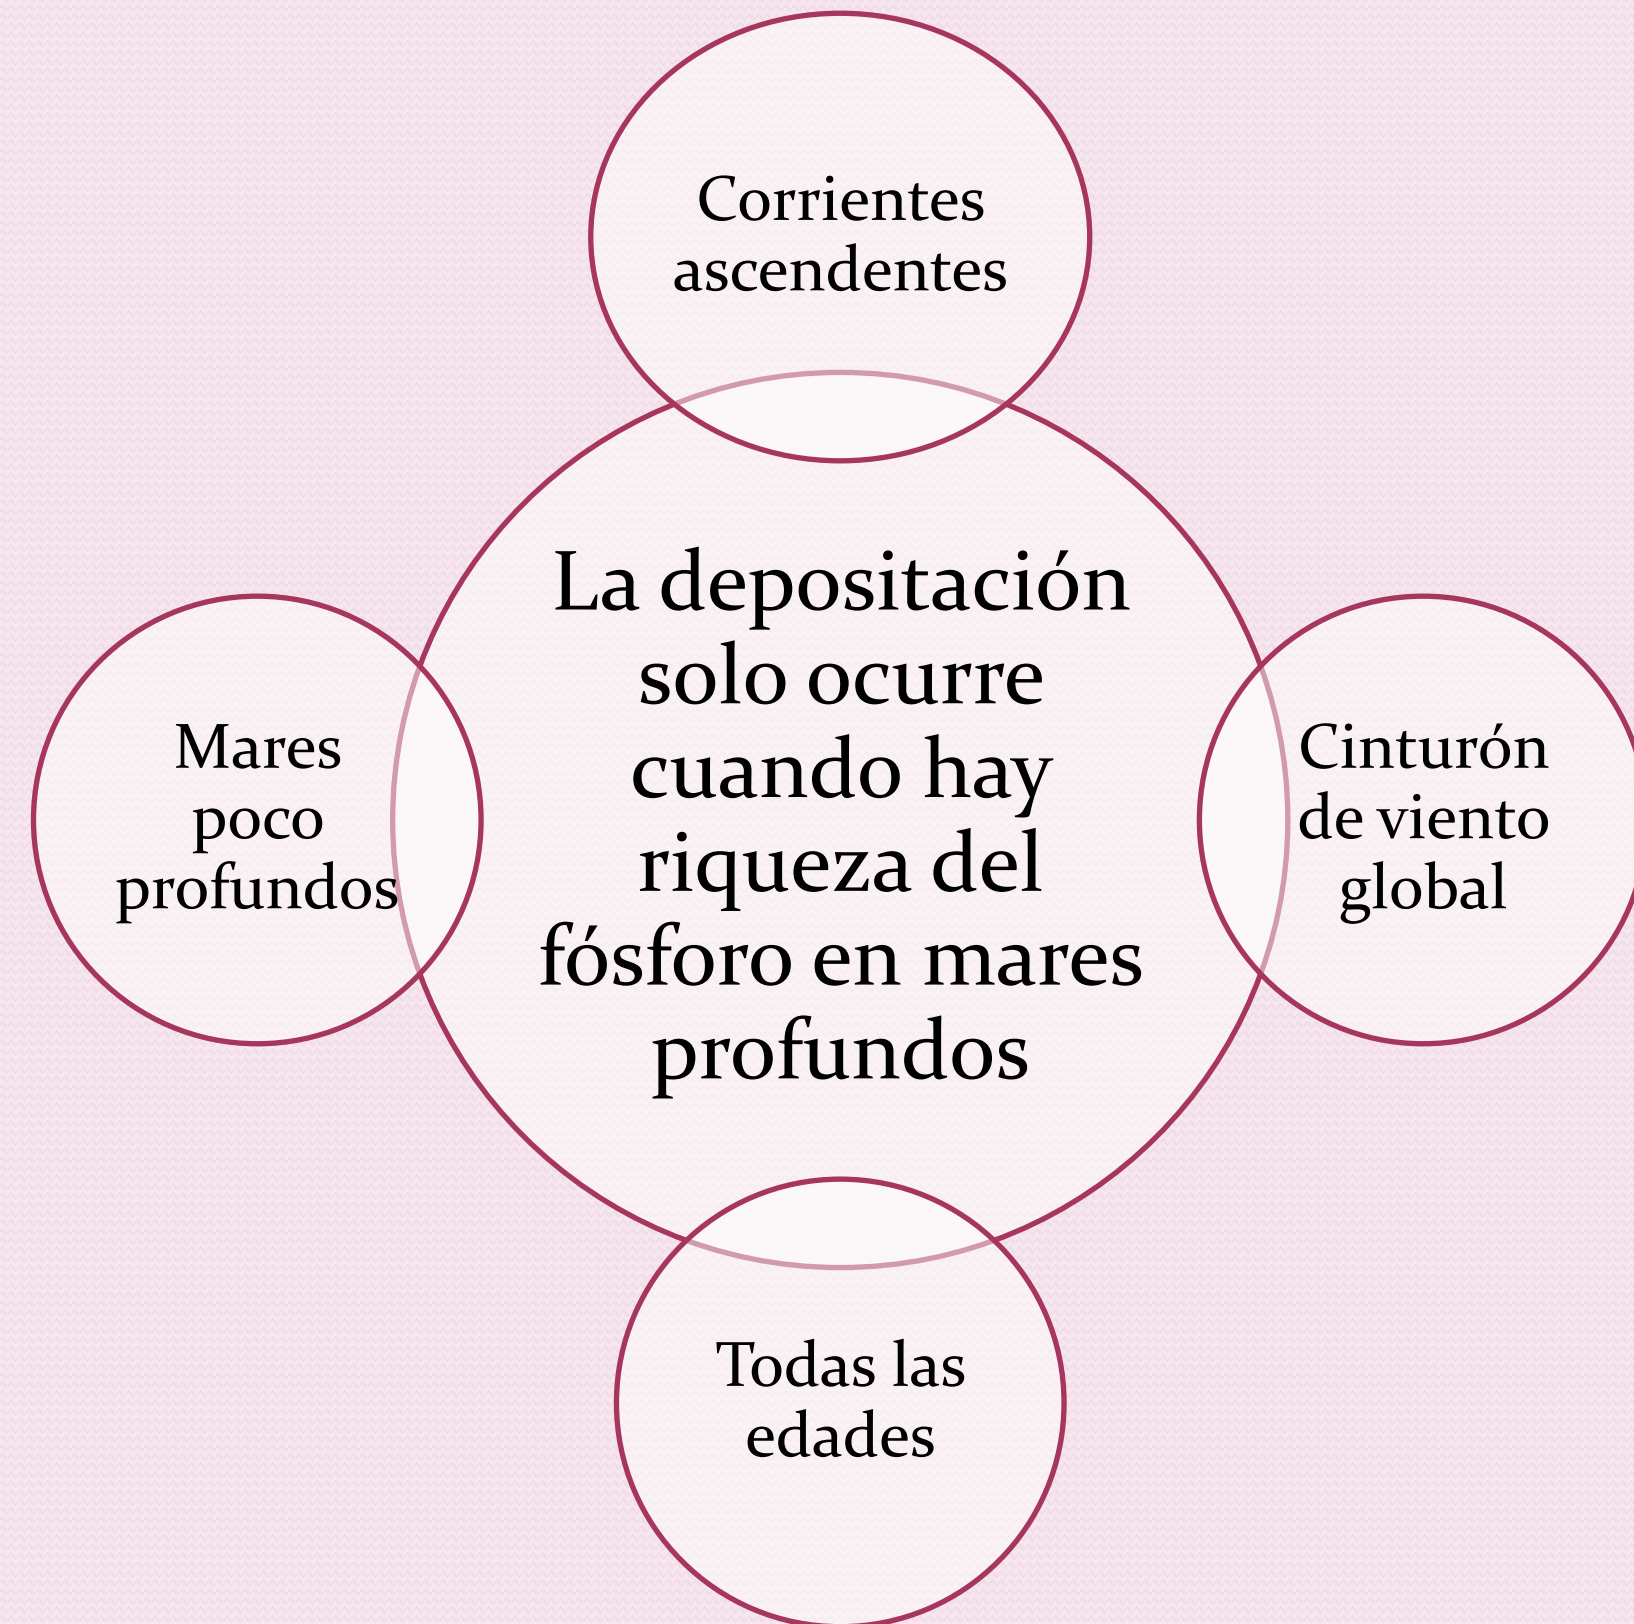 Corrientes
ascendentes
La depositación
solo ocurre
cuando hay
riqueza del
fósforo en mares
profundos
Mares
poco
profundos
Cinturón
de viento
global
Todas las
edades